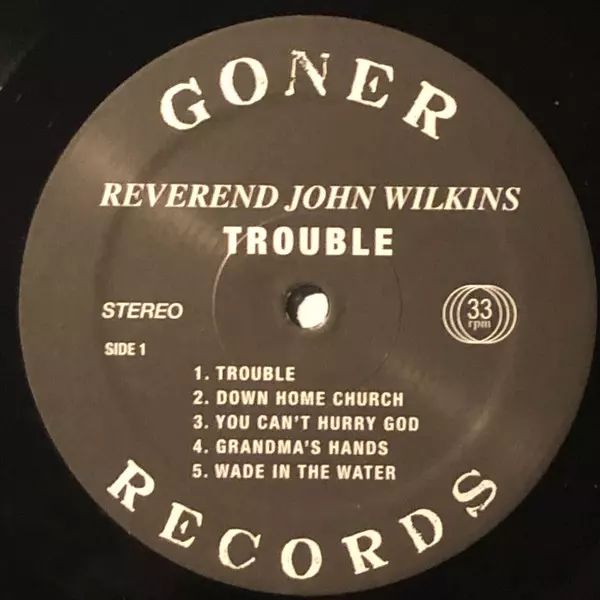 GONER
REVEREND JOHN WILKINS
TROUBLE
STEREO
33
rpm
SIDE 1
1. TROUBLE
2. DOWN HOME CHURCH
3. YOU CAN'T HURRY GOD
4. GRANDMA'S HANDS
5. WADE IN THE WATER
RECORDS